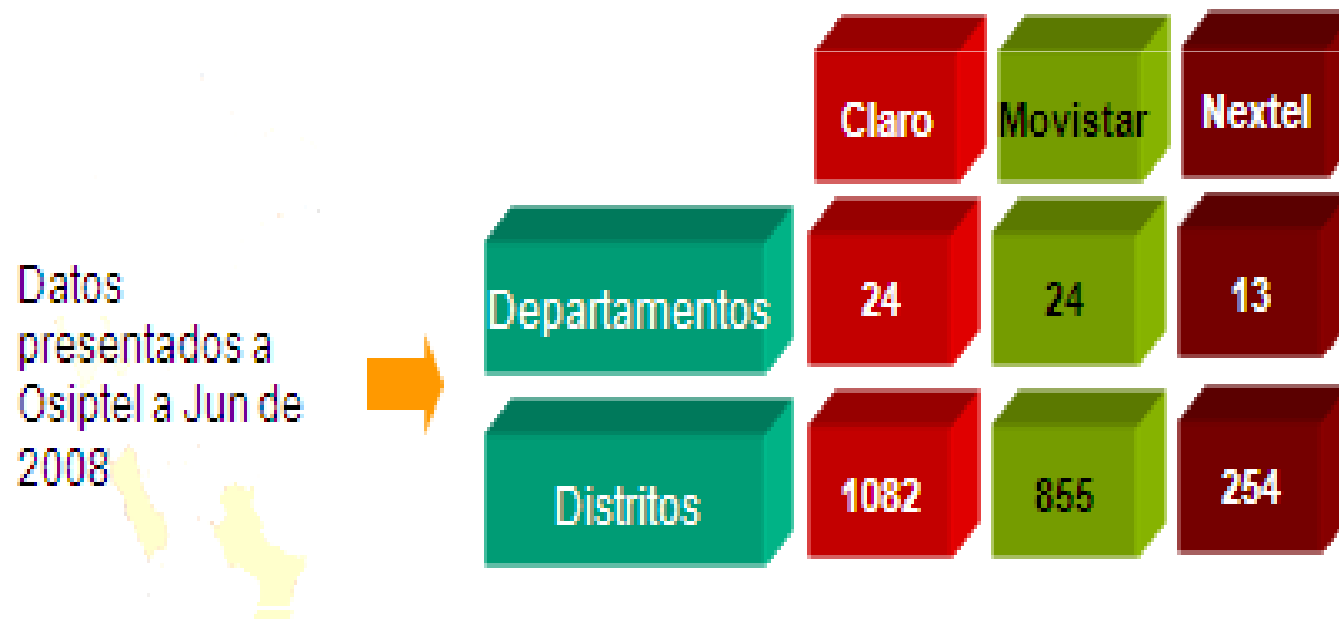 Claro Movistar Nextel
Datos
presentados a
Osiptel a Jun de
2008
Departamentos 24 24 13
Distritos 1082 855 254